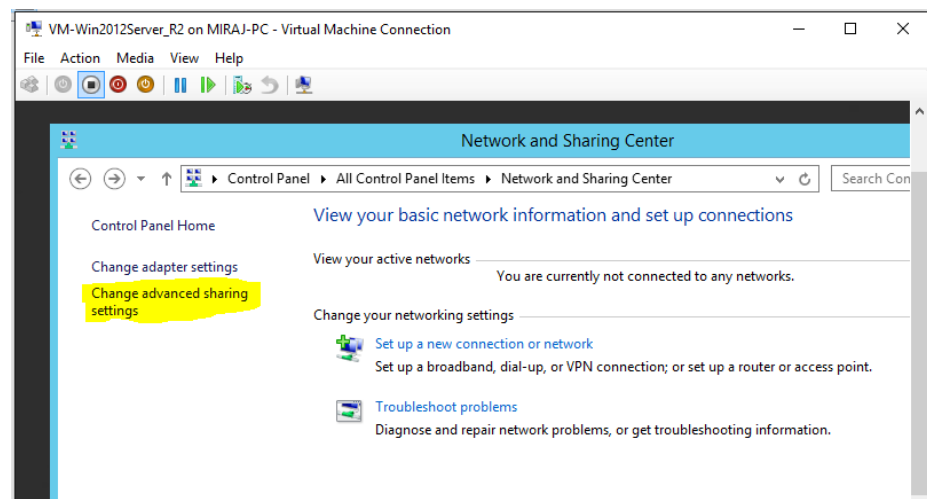 VM-Win2012Server_R2 on MIRAJ-PC - Virtual Machine Connection
File Action Media View Help
Network and Sharing Center
Control Panel ▸ All Control Panel Items ▸ Network and Sharing Center
Search Con
Control Panel Home
Change adapter settings
Change advanced sharing
settings
View your basic network information and set up connections
View your active networks
You are currently not connected to any networks.
Change your networking settings
Set up a new connection or network
Set up a broadband, dial-up, or VPN connection; or set up a router or access point.
Troubleshoot problems
Diagnose and repair network problems, or get troubleshooting information.